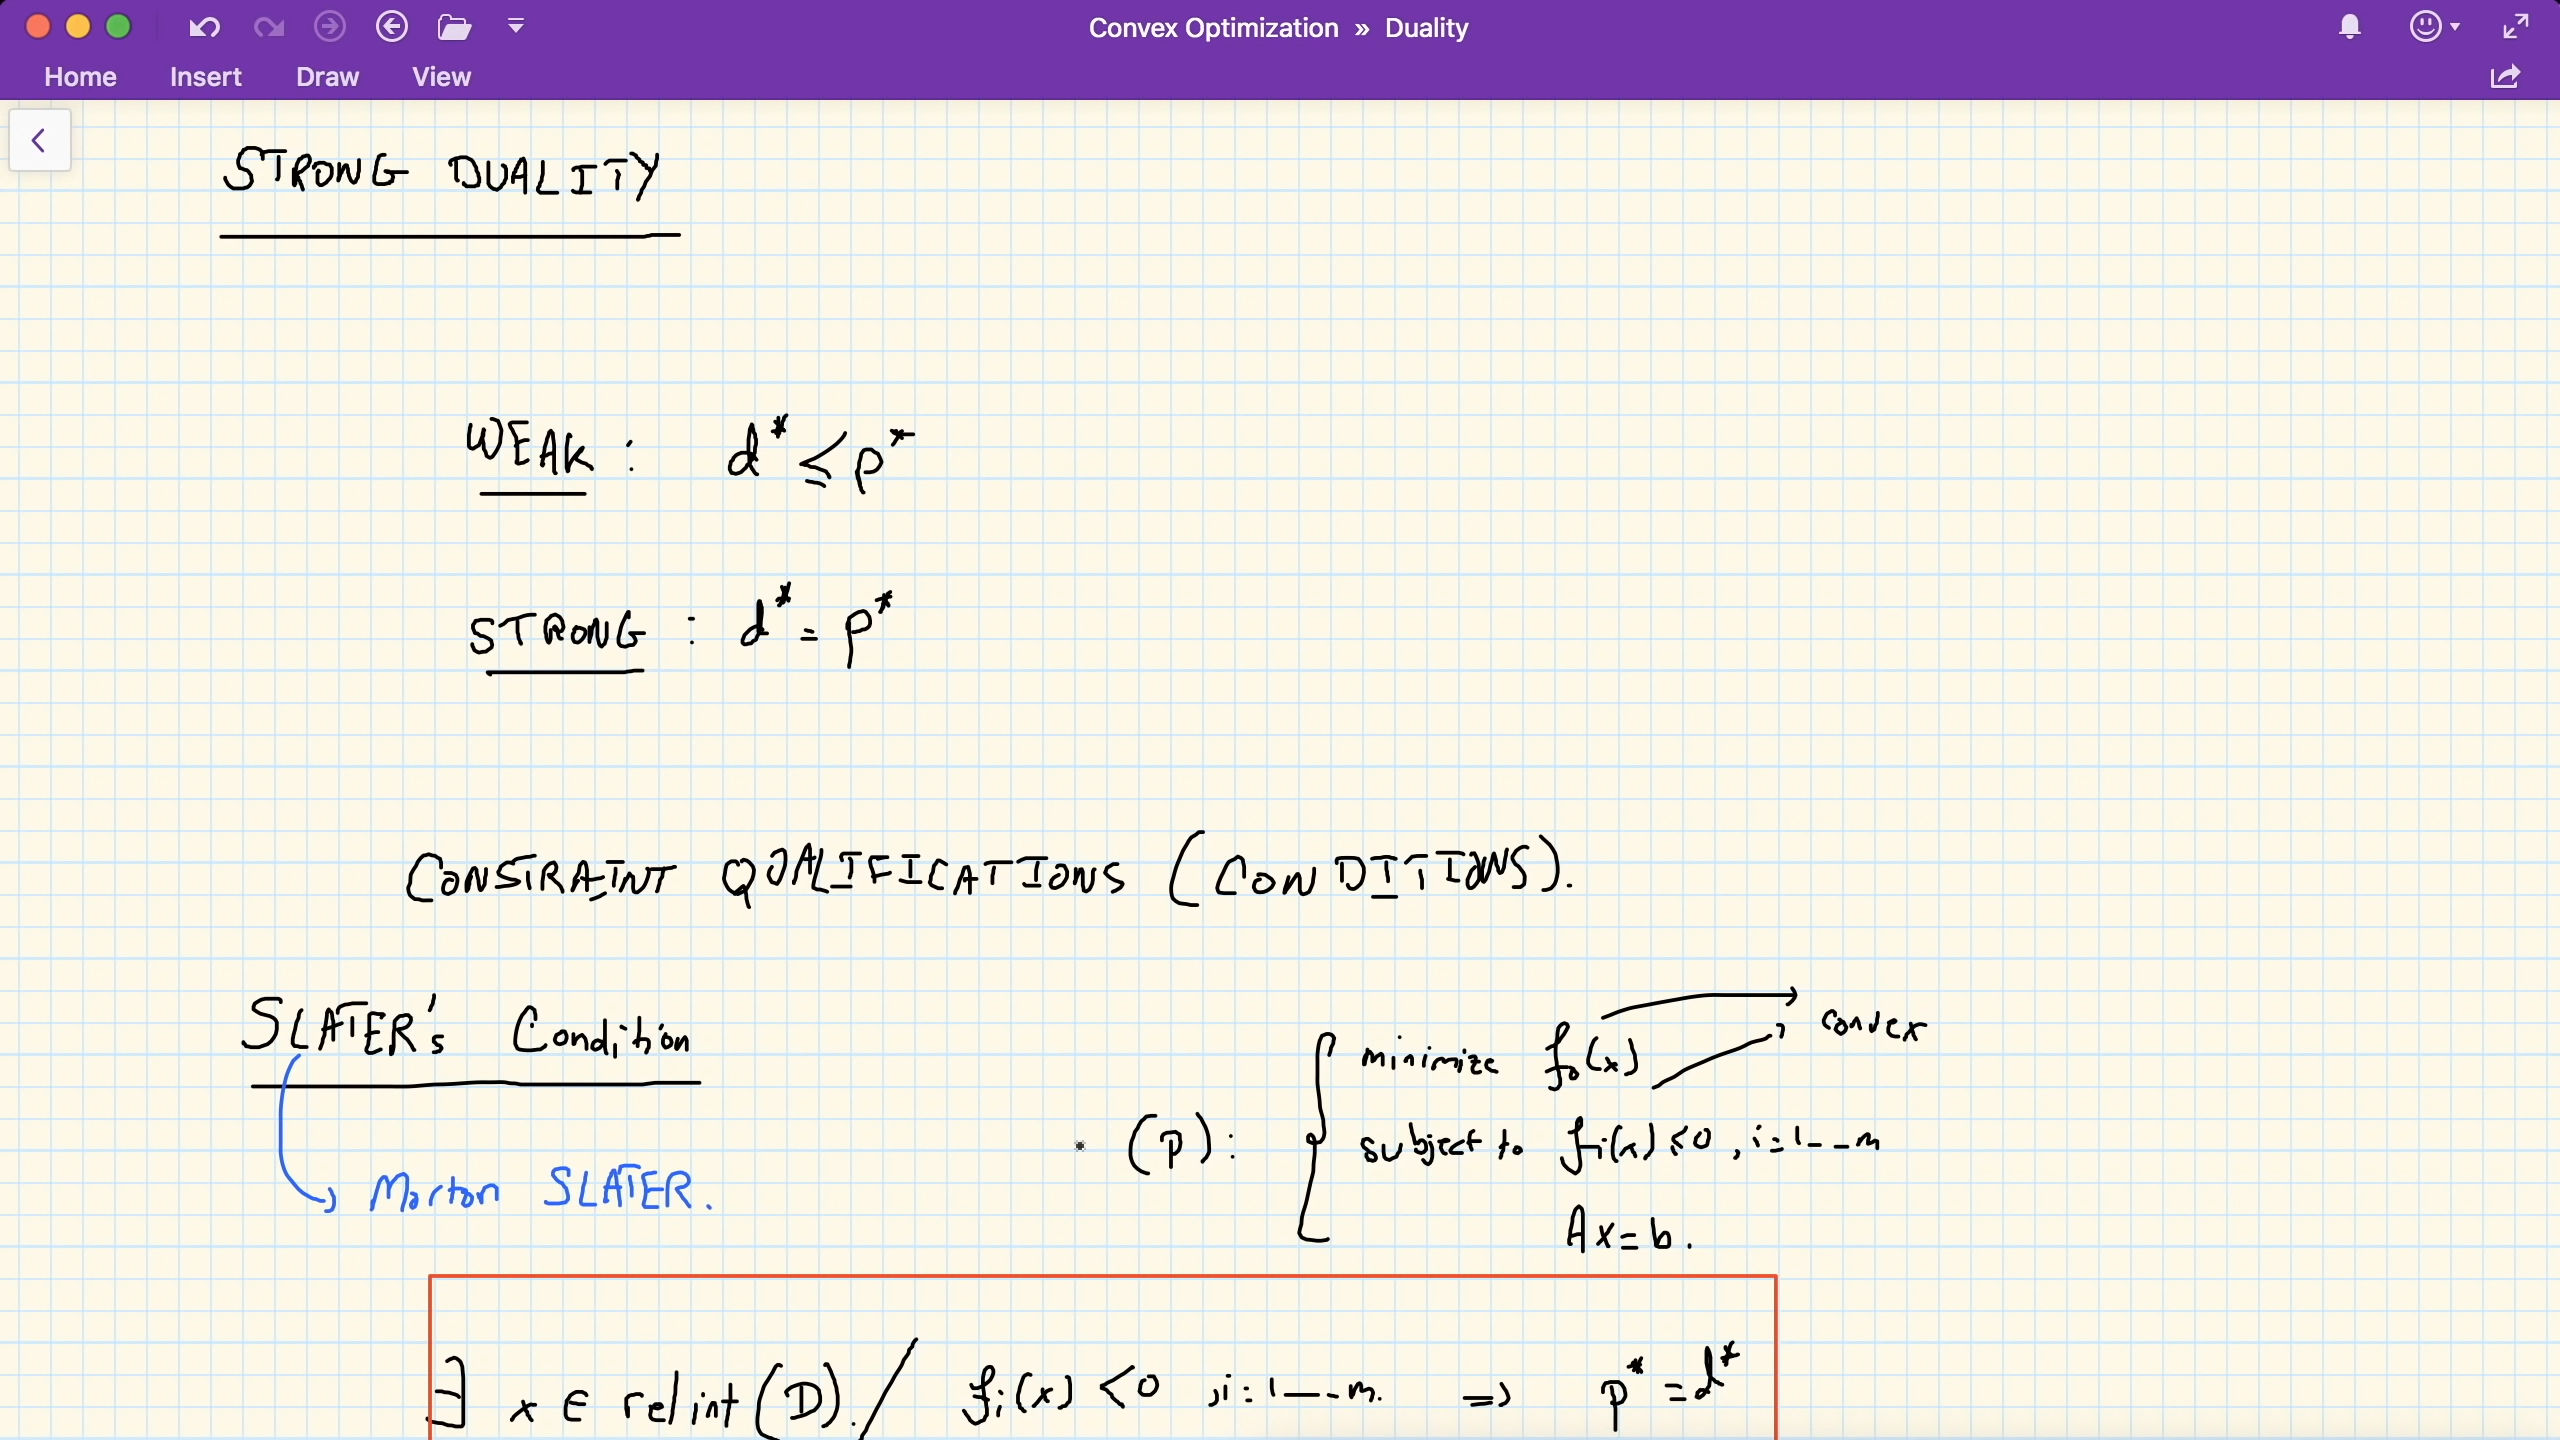 Convex Optimization » Duality
Home Insert Draw View
STRONG DUALITY
WEAK : d* ≤ p*
STRONG : d* = p*
CONSTRAINT QUALIFICATIONS (CONDITIONS).
SLATER's Condition
Morton SLATER.
convex
(P) : minimize f₀(x)
subject to fᵢ(x) ≤ 0 , i = 1 - - m
Ax = b .
∃ x ∈ relint (D). / fᵢ(x) < 0 , i = 1 - - - m. => p* = d*